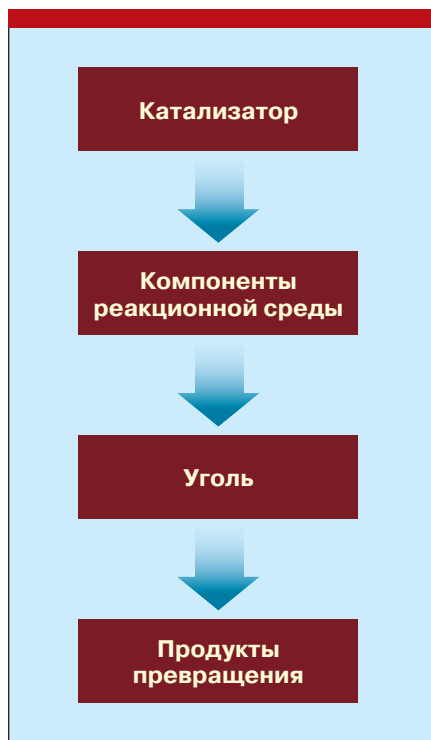 Катализатор
Компоненты
реакционной среды
Уголь
Продукты
превращения